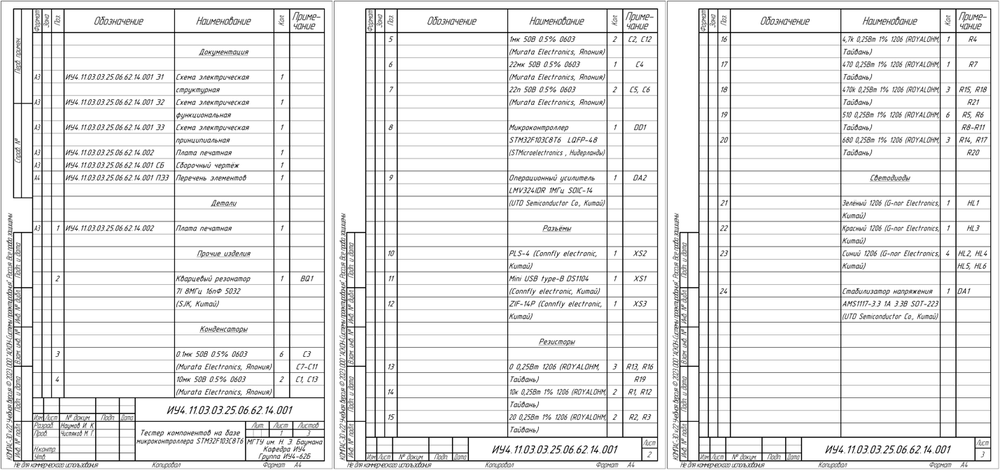 Формат Зона Поз. Обозначение Наименование Кол. Приме-
чание
Перв. примен.
Справ. №
Документация
А3 ИУ4.11.03.03.25.06.62.14.001 Э1 Схема электрическая 1
структурная
А3 ИУ4.11.03.03.25.06.62.14.001 Э2 Схема электрическая 1
функциональная
А3 ИУ4.11.03.03.25.06.62.14.001 Э3 Схема электрическая 1
принципиальная
А3 ИУ4.11.03.03.25.06.62.14.002 Плата печатная 1
А3 ИУ4.11.03.03.25.06.62.14.001 СБ Сборочный чертёж 1
А4 ИУ4.11.03.03.25.06.62.14.001 ПЭ3 Перечень элементов 1
Детали
А3 1 ИУ4.11.03.03.25.06.62.14.002 Плата печатная 1
Прочие изделия
2 Кварцевый резонатор 1 BQ1
7I 8МГц 16пФ 5032
(SJK, Китай)
Конденсаторы
3 0.1мк 50В 0.5% 0603 6 C3
(Murata Electronics, Япония) C7-C11
4 10мк 50В 0.5% 0603 2 C1, C13
(Murata Electronics, Япония)
КОМПАС-3D v22 Учебная версия © 2023 ООО "АСКОН-Системы проектирования", Россия. Все права защищены
Подп. и дата
Инв. № дубл.
Взам. инв. №
Подп. и дата
Инв. № подл.
ИУ4.11.03.03.25.06.62.14.001
Изм. Лист № докум. Подп. Дата
Разраб. Наумов И. К.
Пров. Чистяков М. Г.
Н.контр.
Утв.
Тестер компонентов на базе
микроконтроллера STM32F103C8T6
Лит. Лист Листов
1 3
МГТУ им. Н. Э. Баумана
Кафедра ИУ4
Группа ИУ4-62Б
Не для коммерческого использования Копировал Формат А4
Формат Зона Поз. Обозначение Наименование Кол. Приме-
чание
5 1мк 50В 0.5% 0603 2 C2, C12
(Murata Electronics, Япония)
6 22мк 50В 0.5% 0603 1 C4
(Murata Electronics, Япония)
7 22п 50В 0.5% 0603 2 C5, C6
(Murata Electronics, Япония)
8 Микроконтроллер 1 DD1
STM32F103C8T6 LQFP-48
(STMicroelectronics , Нидерланды)
9 Операционный усилитель 1 DA2
LMV324IDR 1МГц SOIC-14
(UTD Semiconductor Co., Китай)
Разъёмы
10 PLS-4 (Connfly electronic, 1 XS2
Китай)
11 Mini USB type-B DS1104 1 XS1
(Connfly electronic, Китай)
12 ZIF-14P (Connfly electronic, 1 XS3
Китай)
Резисторы
13 0 0,25Вт 1206 (ROYALOHM, 3 R13, R16
Тайвань) R19
14 10к 0,25Вт 1% 1206 (ROYALOHM, 2 R1, R12
Тайвань)
15 20 0,25Вт 1% 1206 (ROYALOHM, 2 R2, R3
Тайвань)
КОМПАС-3D v22 Учебная версия © 2023 ООО "АСКОН-Системы проектирования", Россия. Все права защищены
Подп. и дата
Инв. № дубл.
Взам. инв. №
Подп. и дата
Инв. № подл.
Изм. Лист № докум. Подп. Дата
ИУ4.11.03.03.25.06.62.14.001
Лист
2
Не для коммерческого использования Копировал Формат А4
Формат Зона Поз. Обозначение Наименование Кол. Приме-
чание
16 4,7k 0,25Вт 1% 1206 (ROYALOHM, 1 R4
Тайвань)
17 470 0,25Вт 1% 1206 (ROYALOHM, 1 R7
Тайвань)
18 470k 0,25Вт 1% 1206 (ROYALOHM, 3 R15, R18
Тайвань) R21
19 510 0,25Вт 1% 1206 (ROYALOHM, 6 R5, R6
Тайвань) R8-R11
20 680 0,25Вт 1% 1206 (ROYALOHM, 3 R14, R17
Тайвань) R20
Светодиоды
21 Зелёный 1206 (G-nor Electronics, 1 HL1
Китай)
22 Красный 1206 (G-nor Electronics, 1 HL3
Китай)
23 Синий 1206 (G-nor Electronics, 4 HL2, HL4
Китай) HL5, HL6
24 Стабилизатор напряжения 1 DA1
AMS1117-3.3 1А 3.3В SOT-223
(UTD Semiconductor Co., Китай)
КОМПАС-3D v22 Учебная версия © 2023 ООО "АСКОН-Системы проектирования", Россия. Все права защищены
Подп. и дата
Инв. № дубл.
Взам. инв. №
Подп. и дата
Инв. № подл.
Изм. Лист № докум. Подп. Дата
ИУ4.11.03.03.25.06.62.14.001
Лист
3
Не для коммерческого использования Копировал Формат А4